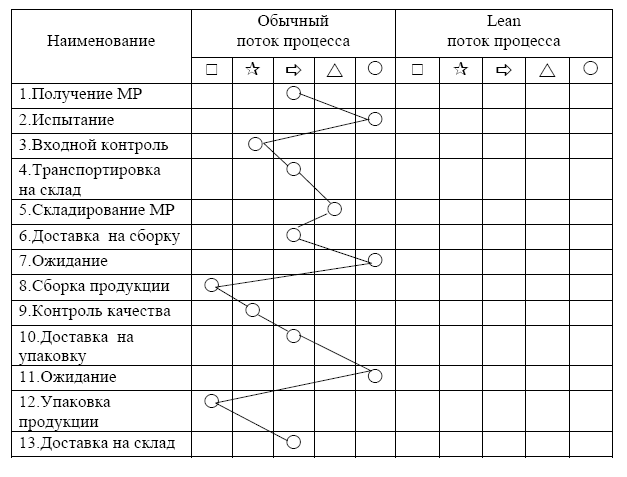 Наименование
Обычный
поток процесса
Lean
поток процесса
1.Получение МР
2.Испытание
3.Входной контроль
4.Транспортировка
на склад
5.Складирование МР
6.Доставка на сборку
7.Ожидание
8.Сборка продукции
9.Контроль качества
10.Доставка на
упаковку
11.Ожидание
12.Упаковка
продукции
13.Доставка на склад